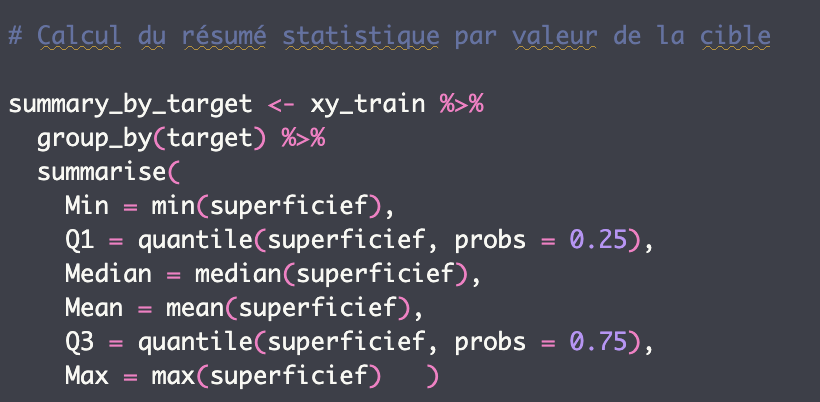 # Calcul du résumé statistique par valeur de la cible
summary_by_target <- xy_train %>%
  group_by(target) %>%
  summarise(
    Min = min(superficief),
    Q1 = quantile(superficief, probs = 0.25),
    Median = median(superficief),
    Mean = mean(superficief),
    Q3 = quantile(superficief, probs = 0.75),
    Max = max(superficief)   )